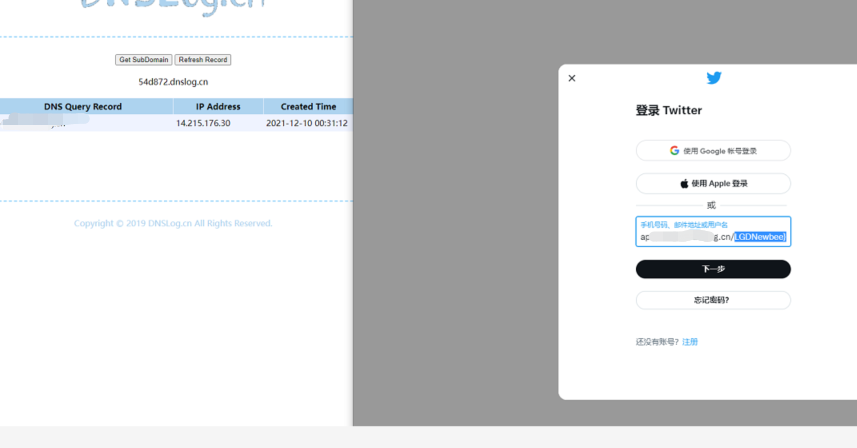 DNSLog.cn
Get SubDomain Refresh Record
54d872.dnslog.cn
DNS Query Record IP Address Created Time
14.215.176.30 2021-12-10 00:31:12
Copyright © 2019 DNSLog.cn All Rights Reserved.
登录 Twitter
使用 Google 帐号登录
使用 Apple 登录
或
手机号码、邮件地址或用户名
g.cn/LGDNewbee}
下一步
忘记密码?
还没有账号? 注册